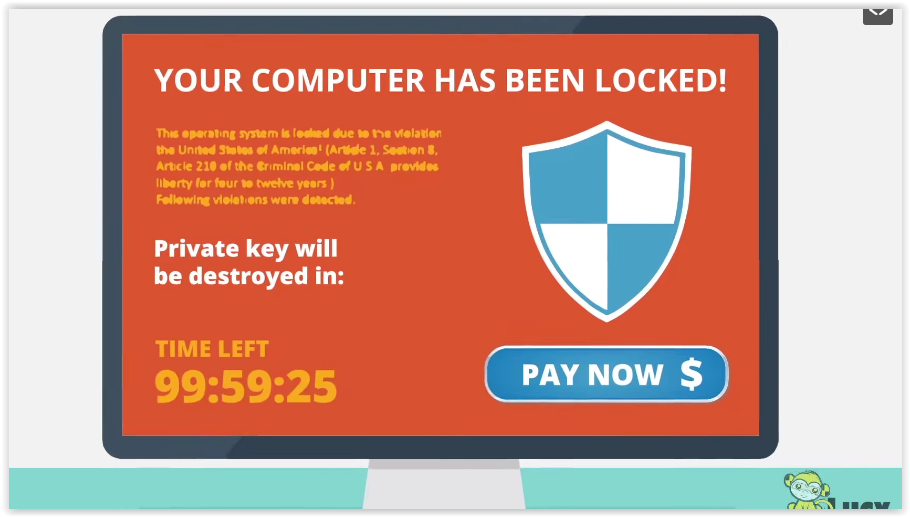 YOUR COMPUTER HAS BEEN LOCKED!
This operating system is locked due to the violation
the United States of America! (Article 1, Section 8,
Article 210 of the Criminal Code of U S A provides
liberty for four to twelve years )
Following violations were detected.
Private key will
be destroyed in:
TIME LEFT
99:59:25
PAY NOW $